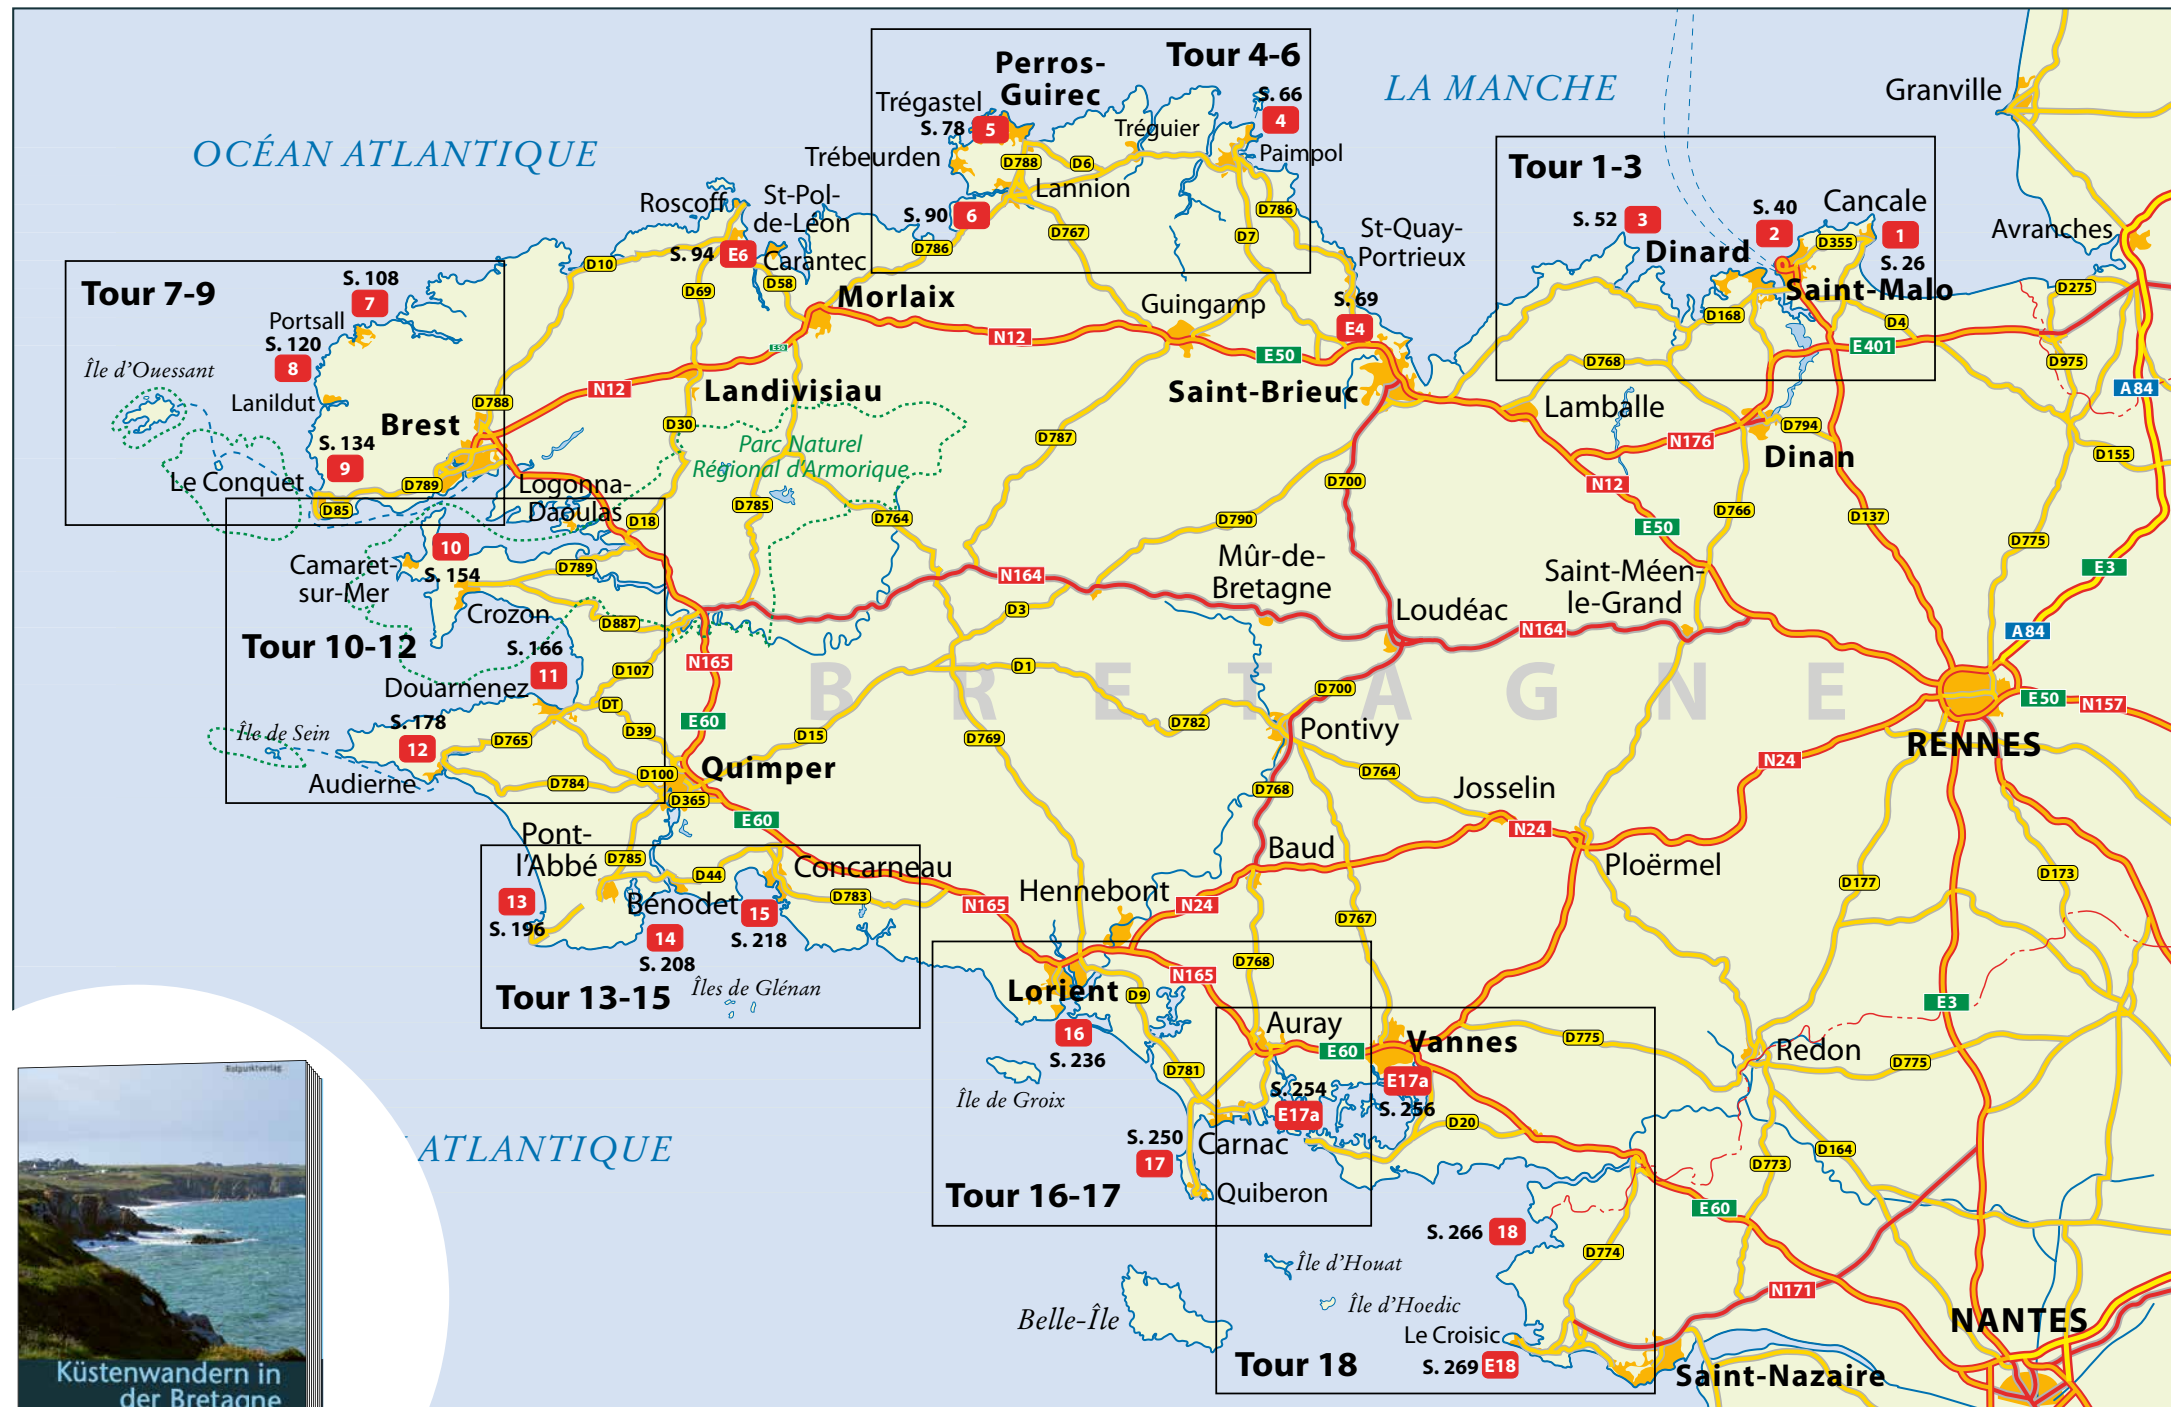 Tour 4-6
Perros-
Guirec
Trégastel
S. 78
5
S. 66
4
Tréguier
Paimpol
Trébeurden
D788
D6
Lannion
S. 90
6
D786
D767
D7
D786
LA MANCHE
OCÉAN ATLANTIQUE
Granville
Tour 1-3
S. 52
3
S. 40
2
Cancale
1
S. 26
D355
Dinard
Saint-Malo
D168
D4
E401
D768
Avranches
D275
D975
A84
Roscoff
St-Pol-
de-Léon
S. 94
E6
Carantec
D10
D69
D58
Morlaix
St-Quay-
Portrieux
S. 69
E4
Guingamp
N12
E50
E50
Saint-Brieuc
Tour 7-9
S. 108
7
Portsall
S. 120
8
Île d'Ouessant
Lanildut
Brest
D788
N12
Landivisiau
D30
S. 134
9
Le Conquet
D789
D85
Parc Naturel
Régional d'Armorique
D787
Lamballe
N176
D794
Dinan
D155
N12
D700
Logonna-
Daoulas
D18
D785
D764
D790
E50
D766
D137
D775
E3
10
S. 154
Camaret-
sur-Mer
D789
Crozon
D887
N164
D3
Mûr-de-
Bretagne
Loudéac
Saint-Méen-
le-Grand
N164
A84
Tour 10-12
S. 166
11
D107
N165
Douarnenez
DT
D39
E60
Île de Sein
S. 178
12
D765
Audierne
D784
D100
Quimper
D365
E60
D15
D1
D769
D782
BRETAGNE
D700
Pontivy
D764
D768
Josselin
N24
N24
Ploërmel
RENNES
E50
N157
Pont-
l'Abbé
D785
D44
Concarneau
13
S. 196
Bénodet
15
S. 218
D783
14
S. 208
Îles de Glénan
Tour 13-15
N165
Hennebont
N24
Baud
D767
D177
D173
D768
N165
Lorient
D9
16
S. 236
D781
Île de Groix
Auray
E60
Vannes
E17a
S. 256
S. 254
E17a
Carnac
S. 250
17
Quiberon
Tour 16-17
D20
D775
E3
Redon
D775
D164
D773
E60
S. 266
18
D774
N171
Île d'Houat
Île d'Hoedic
Belle-Île
Le Croisic
S. 269
E18
Tour 18
Saint-Nazaire
NANTES
ATLANTIQUE
Rotpunktverlag.
Küstenwandern in
der Bretagne